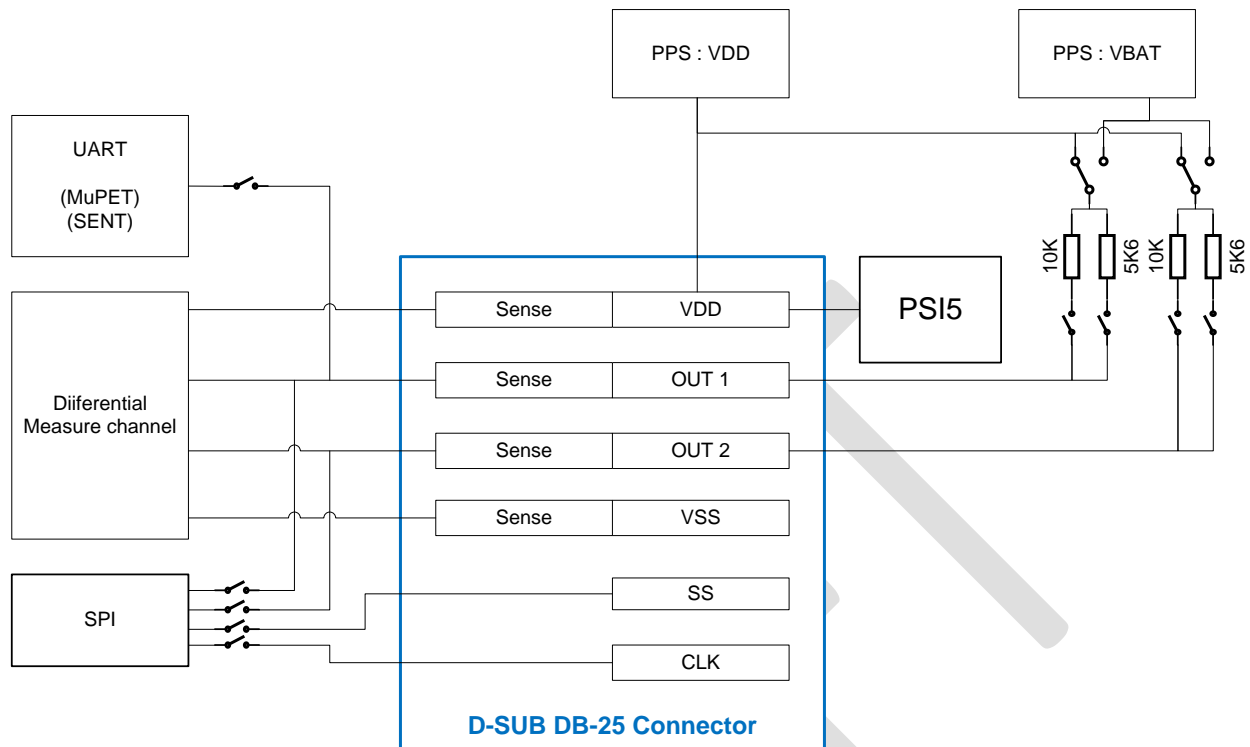 PPS : VDD
PPS : VBAT
UART
(MuPET)
(SENT)
10K
5K6
10K
5K6
Sense
VDD
PSI5
Sense
OUT 1
Diiferential
Measure channel
Sense
OUT 2
Sense
VSS
SPI
SS
CLK
D-SUB DB-25 Connector